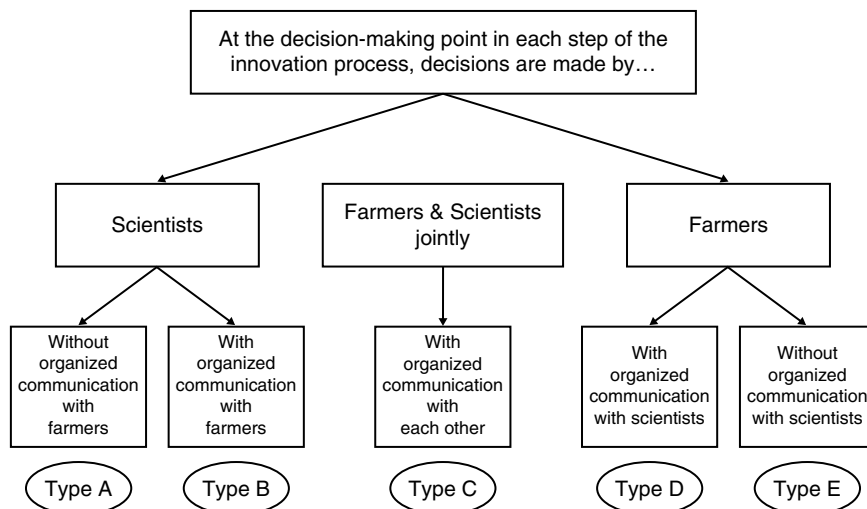 At the decision-making point in each step of the
innovation process, decisions are made by…
Scientists
Farmers & Scientists
jointly
Farmers
Without
organized
communication
with
farmers
With
organized
communication
with
farmers
With
organized
communication
with
each other
With
organized
communication
with scientists
Without
organized
communication
with scientists
Type A
Type B
Type C
Type D
Type E